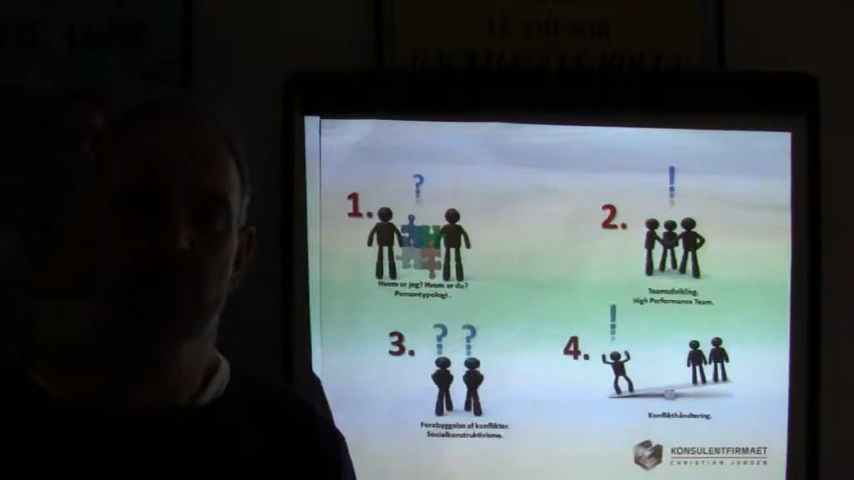 1.
?
Hvem er jeg? Hvem er du?
Persontypologi.
2.
!
Teamudvikling.
High Performance Team.
3.
? ?
Forebyggelse af konflikter.
Socialkonstruktivisme.
4.
!
Konflikthåndtering.
KONSULENTFIRMAET
CHRISTIAN JENSEN